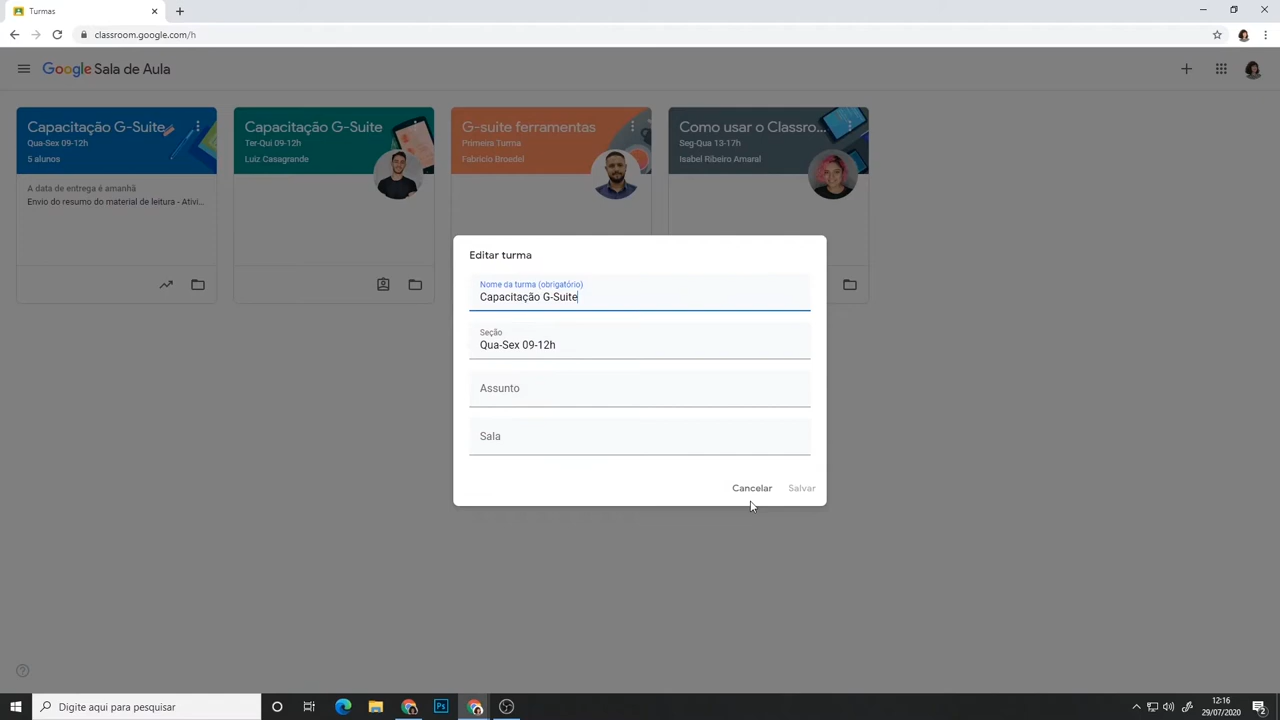 Turmas
classroom.google.com/h
Google Sala de Aula
Capacitação G-Suite
Qua-Sex 09-12h
5 alunos
A data de entrega é amanhã
Envio do resumo do material de leitura - Ativi...
Capacitação G-Suite
Ter-Qui 09-12h
Luiz Casagrande
G-suite ferramentas
Primeira Turma
Fabricio Broedel
Como usar o Classro...
Seg-Qua 13-17h
Isabel Ribeiro Amaral
Editar turma
Nome da turma (obrigatório)
Capacitação G-Suite
Seção
Qua-Sex 09-12h
Assunto
Sala
Cancelar Salvar
Digite aqui para pesquisar
Ps
12:16
29/07/2020
2